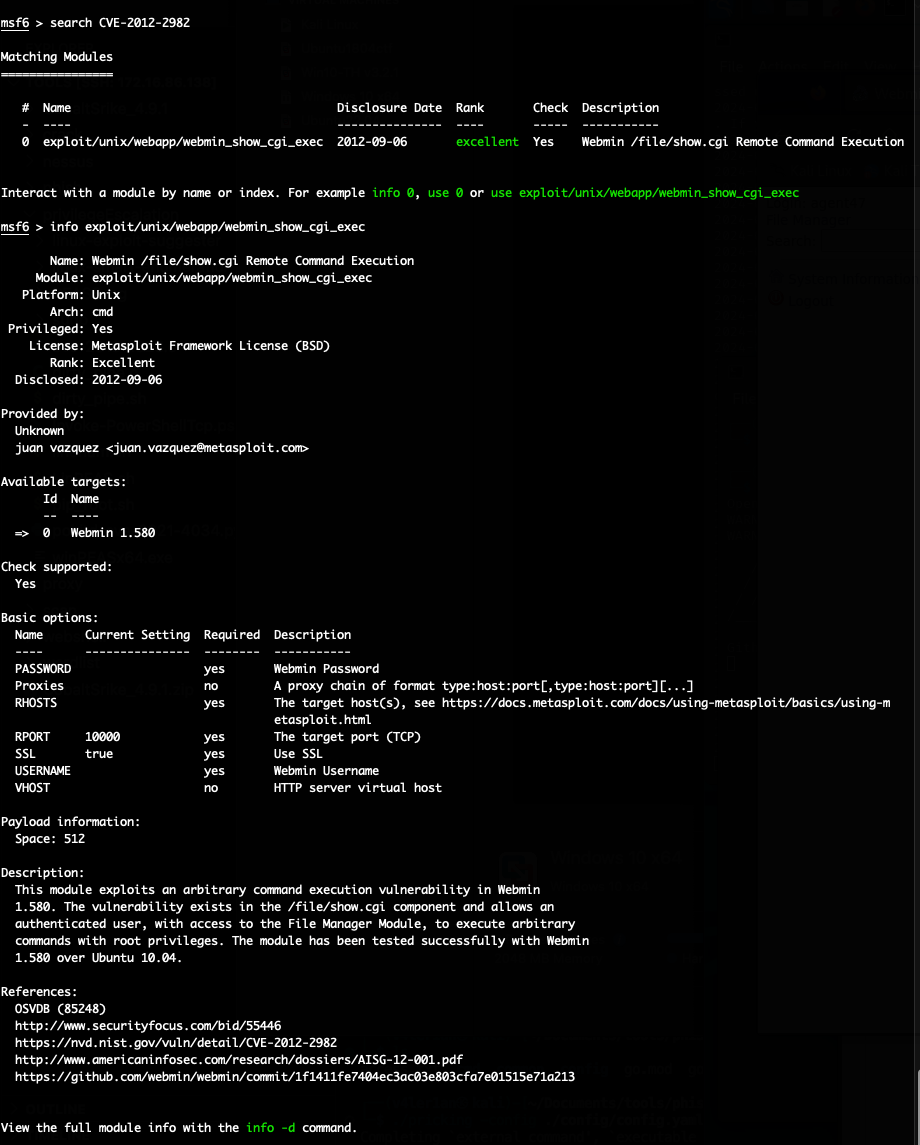 msf6 > search CVE-2012-2982
Matching Modules
================
# Name Disclosure Date Rank Check Description
- ---- --------------- ---- ----- -----------
0 exploit/unix/webapp/webmin_show_cgi_exec 2012-09-06 excellent Yes Webmin /file/show.cgi Remote Command Execution
Interact with a module by name or index. For example info 0, use 0 or use exploit/unix/webapp/webmin_show_cgi_exec
msf6 > info exploit/unix/webapp/webmin_show_cgi_exec
Name: Webmin /file/show.cgi Remote Command Execution
Module: exploit/unix/webapp/webmin_show_cgi_exec
Platform: Unix
Arch: cmd
Privileged: Yes
License: Metasploit Framework License (BSD)
Rank: Excellent
Disclosed: 2012-09-06
Provided by:
Unknown
juan vazquez <juan.vazquez@metasploit.com>
Available targets:
Id Name
-- ----
=> 0 Webmin 1.580
Check supported:
Yes
Basic options:
Name Current Setting Required Description
---- --------------- -------- -----------
PASSWORD yes Webmin Password
Proxies no A proxy chain of format type:host:port[,type:host:port][...]
RHOSTS yes The target host(s), see https://docs.metasploit.com/docs/using-metasploit/basics/using-m
etasploit.html
RPORT 10000 yes The target port (TCP)
SSL true yes Use SSL
USERNAME yes Webmin Username
VHOST no HTTP server virtual host
Payload information:
Space: 512
Description:
This module exploits an arbitrary command execution vulnerability in Webmin
1.580. The vulnerability exists in the /file/show.cgi component and allows an
authenticated user, with access to the File Manager Module, to execute arbitrary
commands with root privileges. The module has been tested successfully with Webmin
1.580 over Ubuntu 10.04.
References:
OSVDB (85248)
http://www.securityfocus.com/bid/55446
https://nvd.nist.gov/vuln/detail/CVE-2012-2982
http://www.americaninfosec.com/research/dossiers/AISG-12-001.pdf
https://github.com/webmin/webmin/commit/1f1411fe7404ec3ac03e803cfa7e01515e71a213
View the full module info with the info -d command.